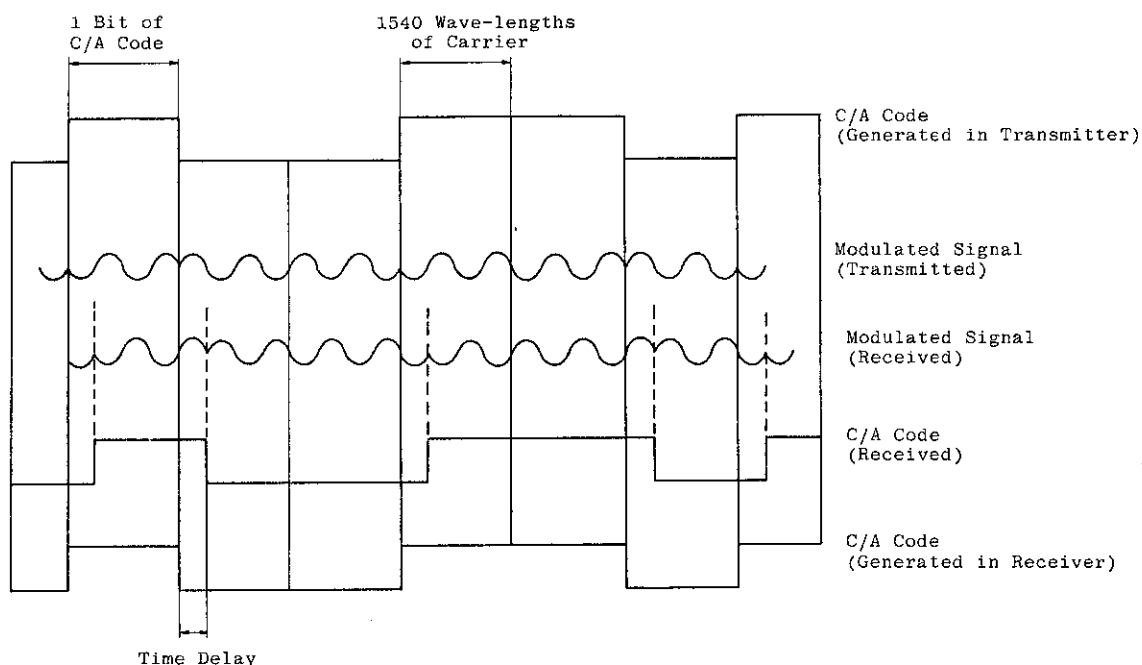 1 Bit of
C/A Code
1540 Wave-lengths
of Carrier
C/A Code
(Generated in Transmitter)
Modulated Signal
(Transmitted)
Modulated Signal
(Received)
C/A Code
(Received)
C/A Code
(Generated in Receiver)
Time Delay